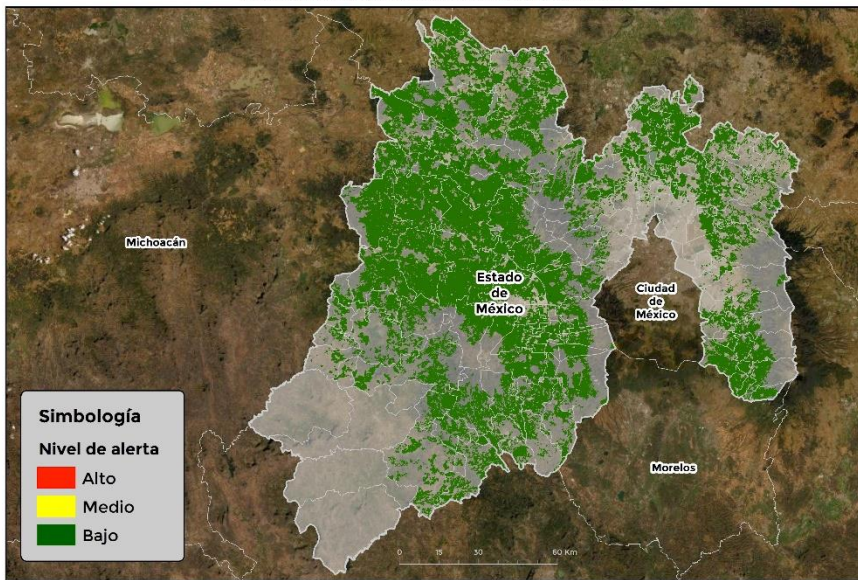 Michoacán
Estado
de
México
Ciudad
de
México
Morelos
Simbología
Nivel de alerta
Alto
Medio
Bajo
0 15 30 60 Km